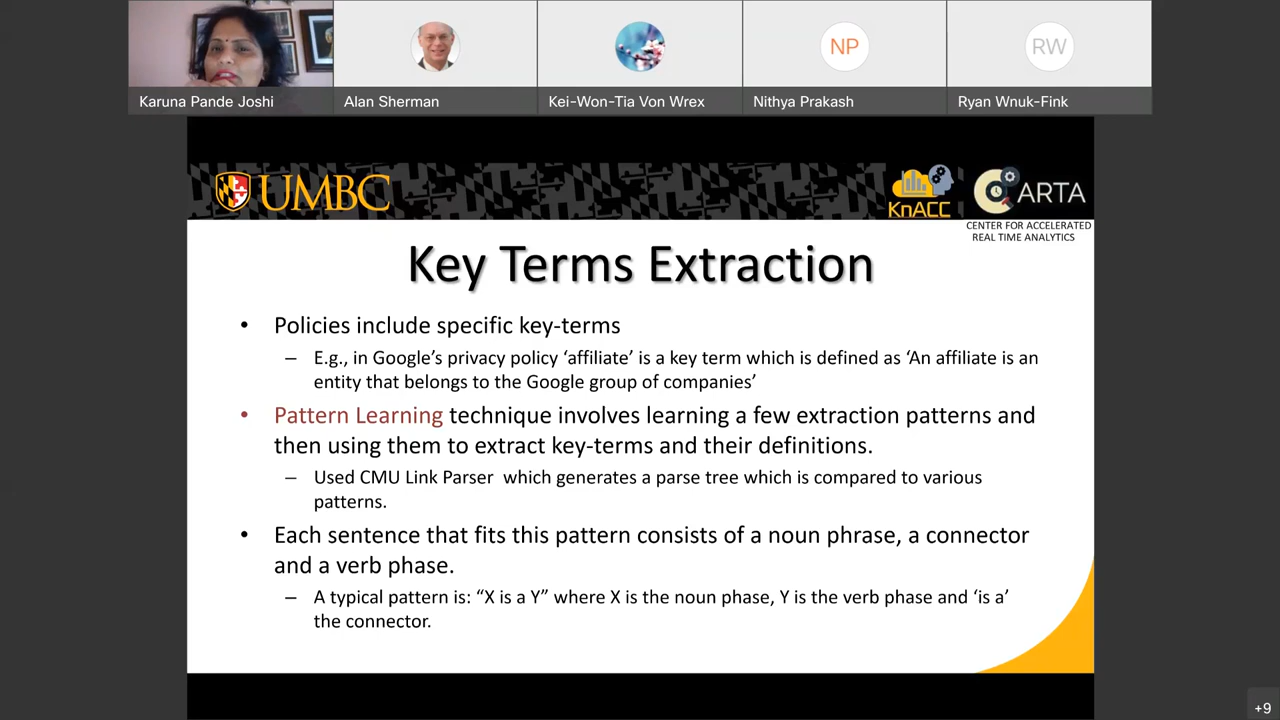 NP
RW
Karuna Pande Joshi
Alan Sherman
Kei-Won-Tia Von Wrex
Nithya Prakash
Ryan Wnuk-Fink
UMBC
KnACC
CARTA
CENTER FOR ACCELERATED
REAL TIME ANALYTICS
Key Terms Extraction
• Policies include specific key-terms
– E.g., in Google's privacy policy ‘affiliate’ is a key term which is defined as ‘An affiliate is an
entity that belongs to the Google group of companies’
• Pattern Learning technique involves learning a few extraction patterns and
then using them to extract key-terms and their definitions.
– Used CMU Link Parser which generates a parse tree which is compared to various
patterns.
• Each sentence that fits this pattern consists of a noun phrase, a connector
and a verb phase.
– A typical pattern is: “X is a Y” where X is the noun phase, Y is the verb phase and ‘is a’
the connector.
+9